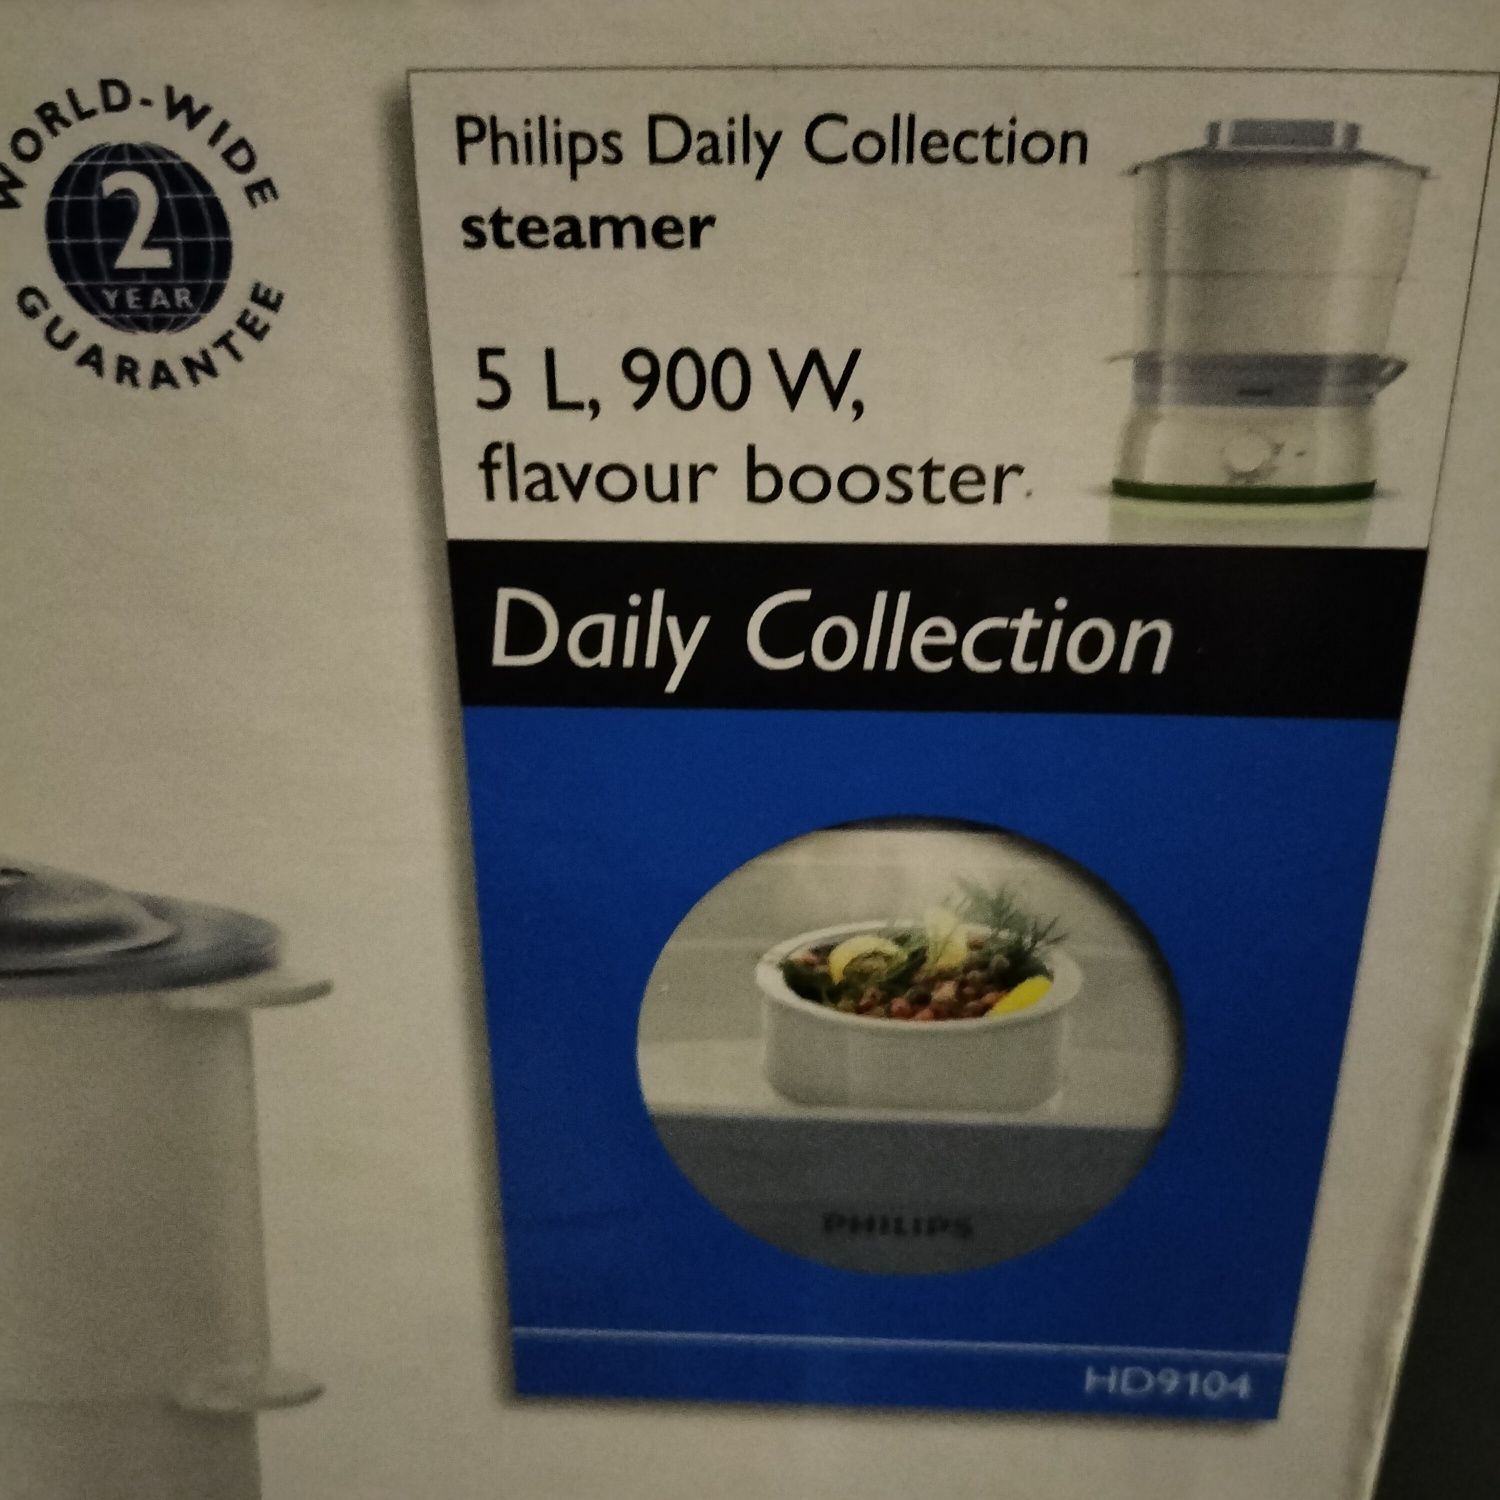 WORLD-WIDE
2
YEAR
GUARANTEE
Philips Daily Collection
steamer
5 L, 900 W,
flavour booster
Daily Collection
PHILIPS
HD9104